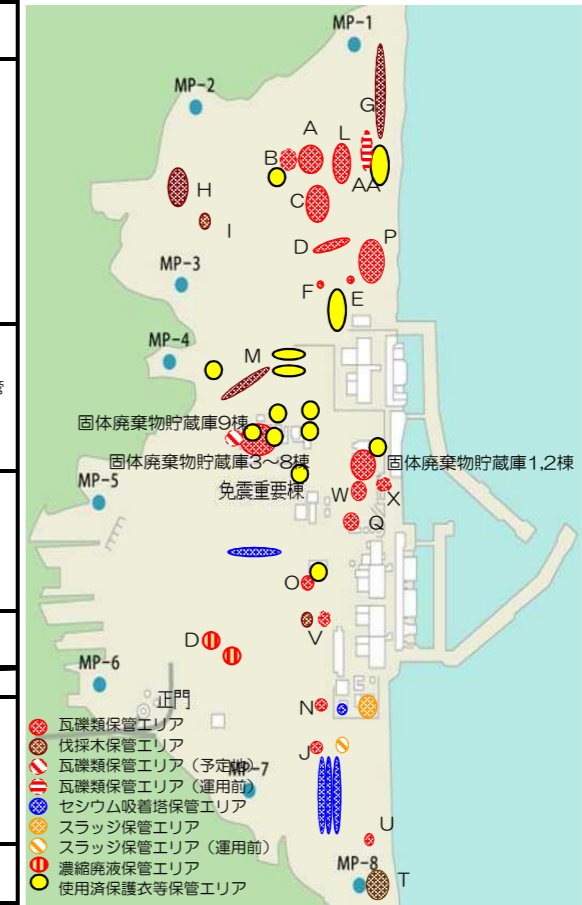 MP-1
MP-2
G
A
L
B
AA
H
C
I
D
P
MP-3
F
E
MP-4
M
管
固体廃棄物貯蔵庫9棟
固体廃棄物貯蔵庫3～8棟
固体廃棄物貯蔵庫1,2棟
免震重要棟
MP-5
W
X
Q
O
V
D
MP-6
正門
N
瓦礫類保管エリア
伐採木保管エリア
J
瓦礫類保管エリア（予定地）
MP-7
瓦礫類保管エリア（運用前）
セシウム吸着塔保管エリア
スラッジ保管エリア
U
スラッジ保管エリア（運用前）
濃縮廃液保管エリア
MP-8
使用済保護衣等保管エリア
T